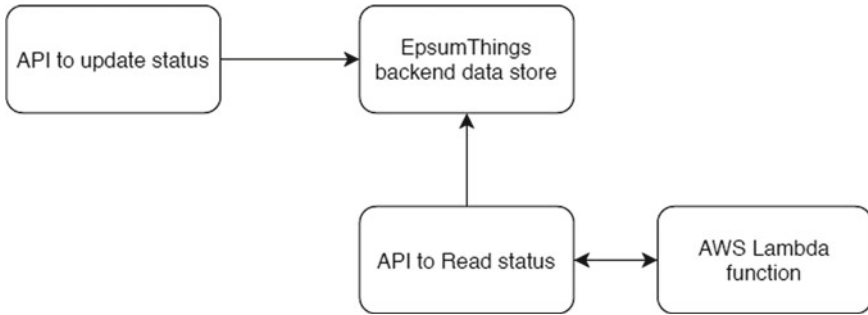 API to update status
EpsumThings
backend data store
API to Read status
AWS Lambda
function